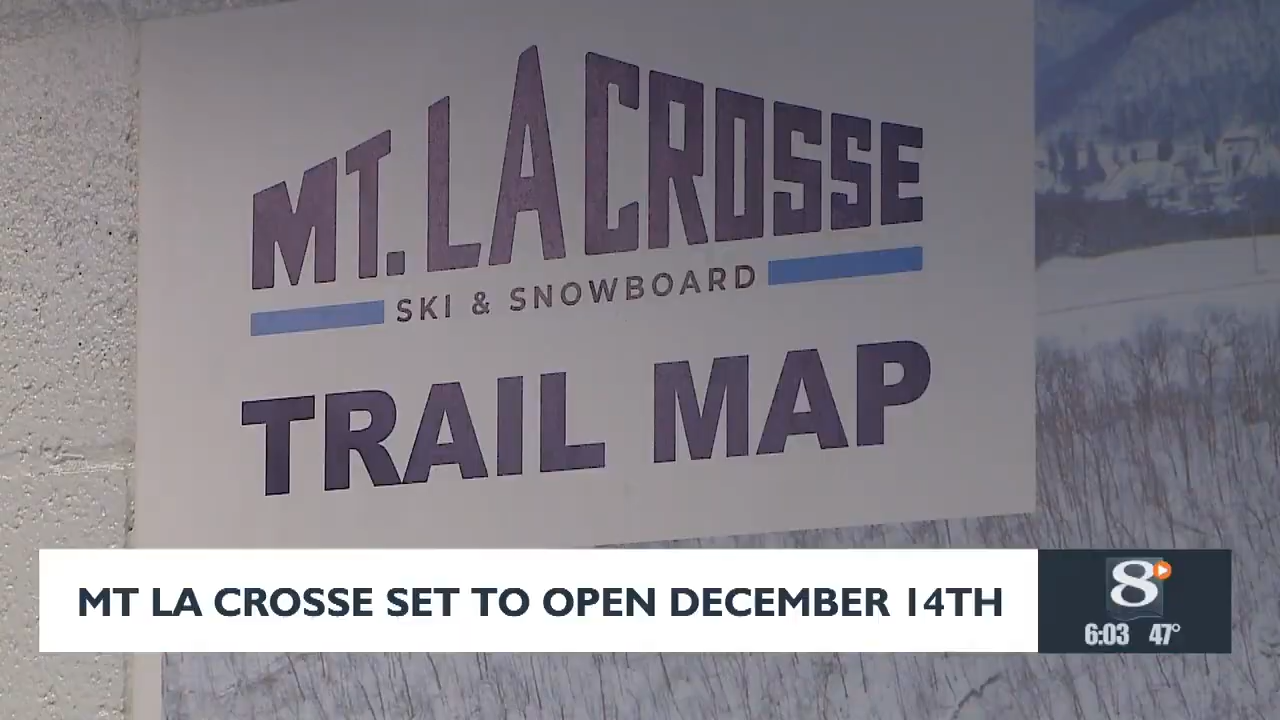 MT. LA CROSSE
SKI & SNOWBOARD
TRAIL MAP
MT LA CROSSE SET TO OPEN DECEMBER 14TH
8
6:03 47°